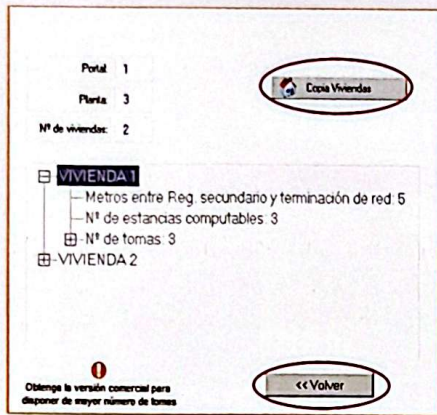 Portal: 1
Planta: 3
Nº de viviendas: 2
Copia Viviendas
VIVIENDA 1
Metros entre Reg. secundario y terminación de red: 5
Nº de estancias computables: 3
Nº de tomas: 3
VIVIENDA 2
Obtenga la versión comercial para
disponer de mayor número de tomas
<< Volver